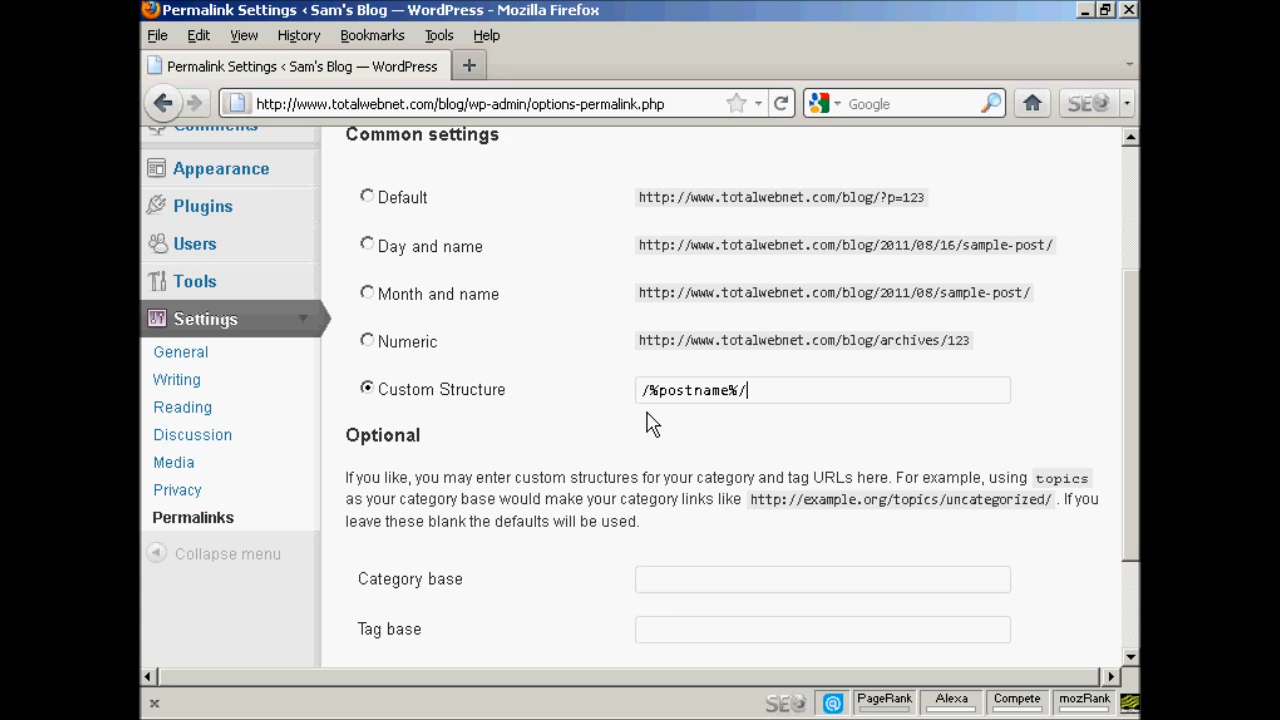 Permalink Settings ‹ Sam's Blog — WordPress - Mozilla Firefox
File Edit View History Bookmarks Tools Help
Permalink Settings ‹ Sam's Blog — WordPress
http://www.totalwebnet.com/blog/wp-admin/options-permalink.php Google SEO
Comments
Appearance
Plugins
Users
Tools
Settings
General
Writing
Reading
Discussion
Media
Privacy
Permalinks
Collapse menu
Common settings
Default http://www.totalwebnet.com/blog/?p=123
Day and name http://www.totalwebnet.com/blog/2011/08/16/sample-post/
Month and name http://www.totalwebnet.com/blog/2011/08/sample-post/
Numeric http://www.totalwebnet.com/blog/archives/123
Custom Structure /%postname%/
Optional
If you like, you may enter custom structures for your category and tag URLs here. For example, using topics
as your category base would make your category links like http://example.org/topics/uncategorized/ . If you
leave these blank the defaults will be used.
Category base
Tag base
SEO PageRank Alexa Compete mozRank